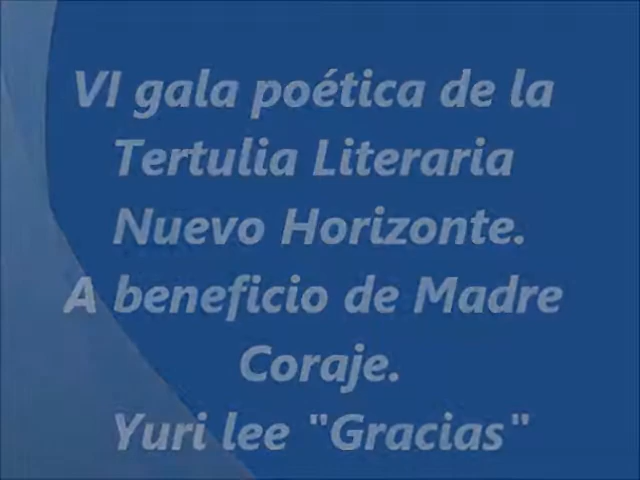 VI gala poética de la
Tertulia Literaria
Nuevo Horizonte.
A beneficio de Madre
Coraje.
Yuri lee "Gracias"